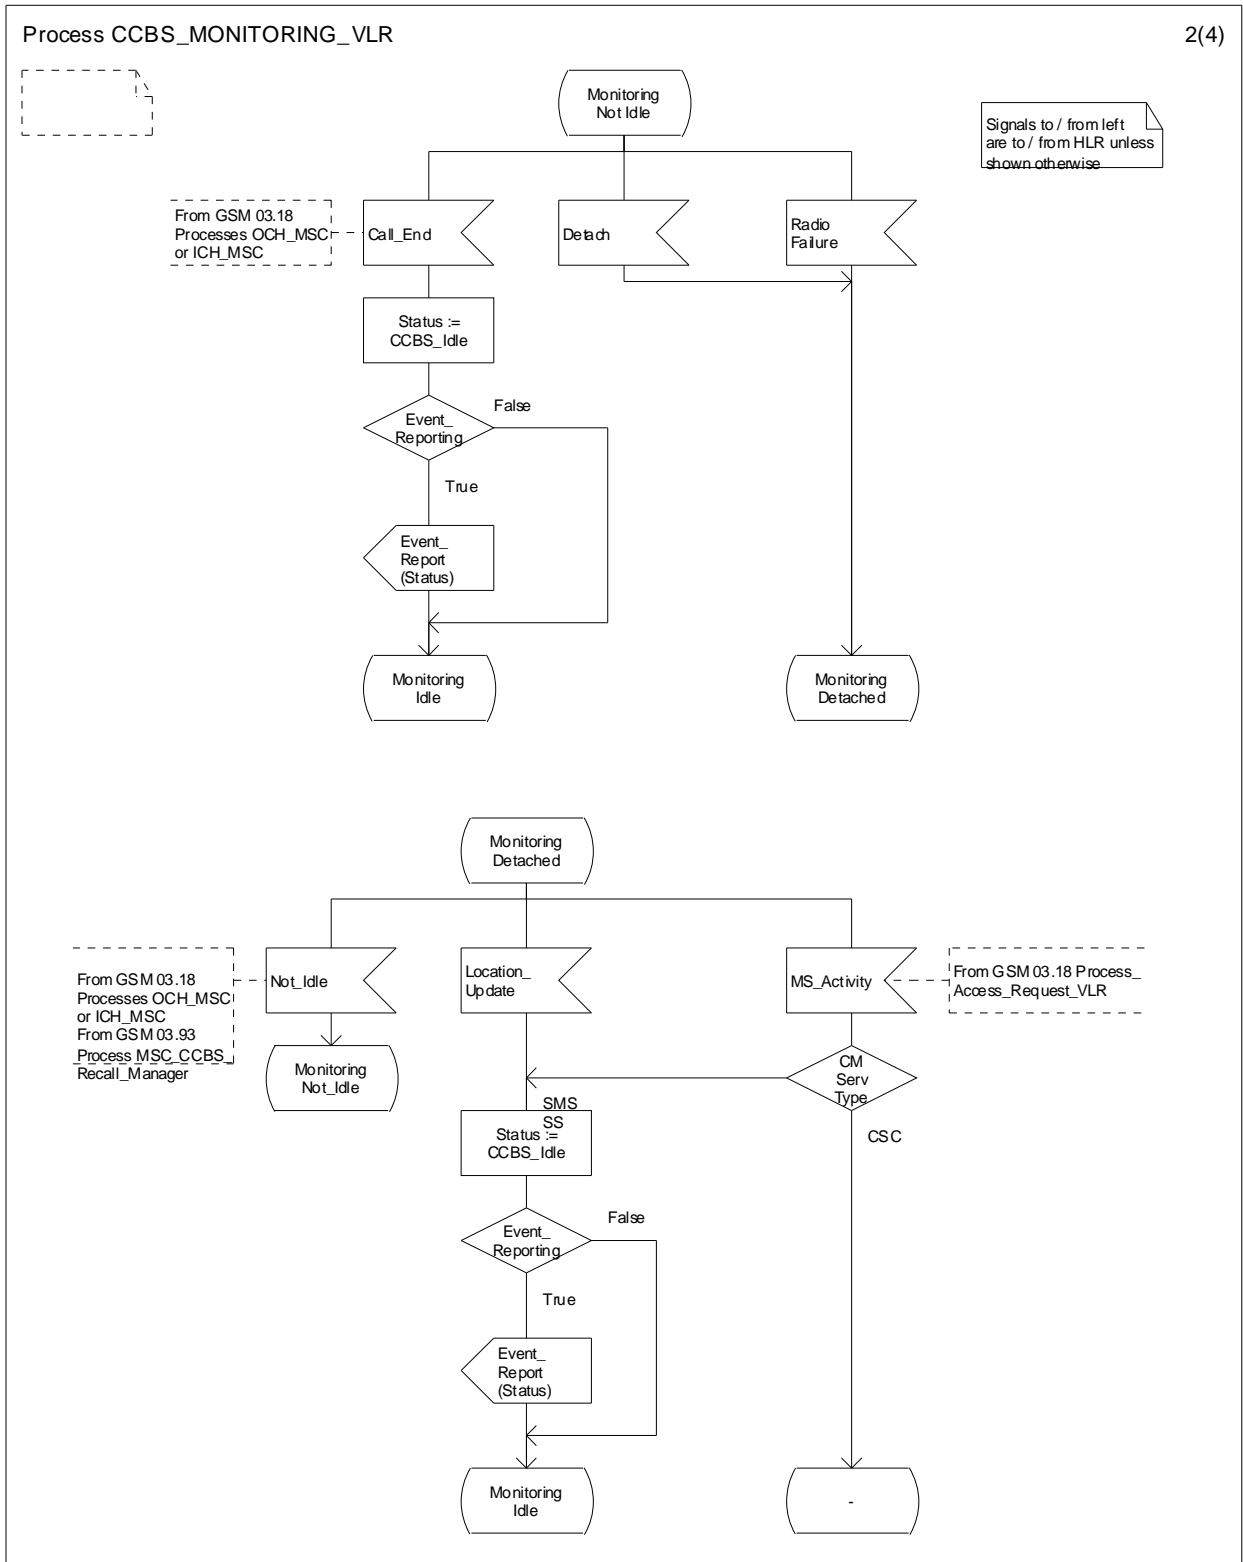 Process CCBS_MONITORING_VLR
2(4)
Monitoring
Not Idle
Signals to / from left
are to / from HLR unless
shown otherwise
From GSM 03.18
Processes OCH_MSC
or ICH_MSC
Call_End
Detach
Radio
Failure
Status :=
CCBS_Idle
Event_
Reporting
False
True
Event_
Report
(Status)
Monitoring
Idle
Monitoring
Detached
Monitoring
Detached
From GSM 03.18
Processes OCH_MSC
or ICH_MSC
From GSM 03.93
Process MSC_CCBS_
Recall_Manager
Not_Idle
Location_
Update
MS_Activity
From GSM 03.18 Process_
Access_Request_VLR
Monitoring
Not_Idle
CM
Serv
Type
SMS
SS
CSC
Status :=
CCBS_Idle
Event_
Reporting
False
True
Event_
Report
(Status)
Monitoring
Idle
-